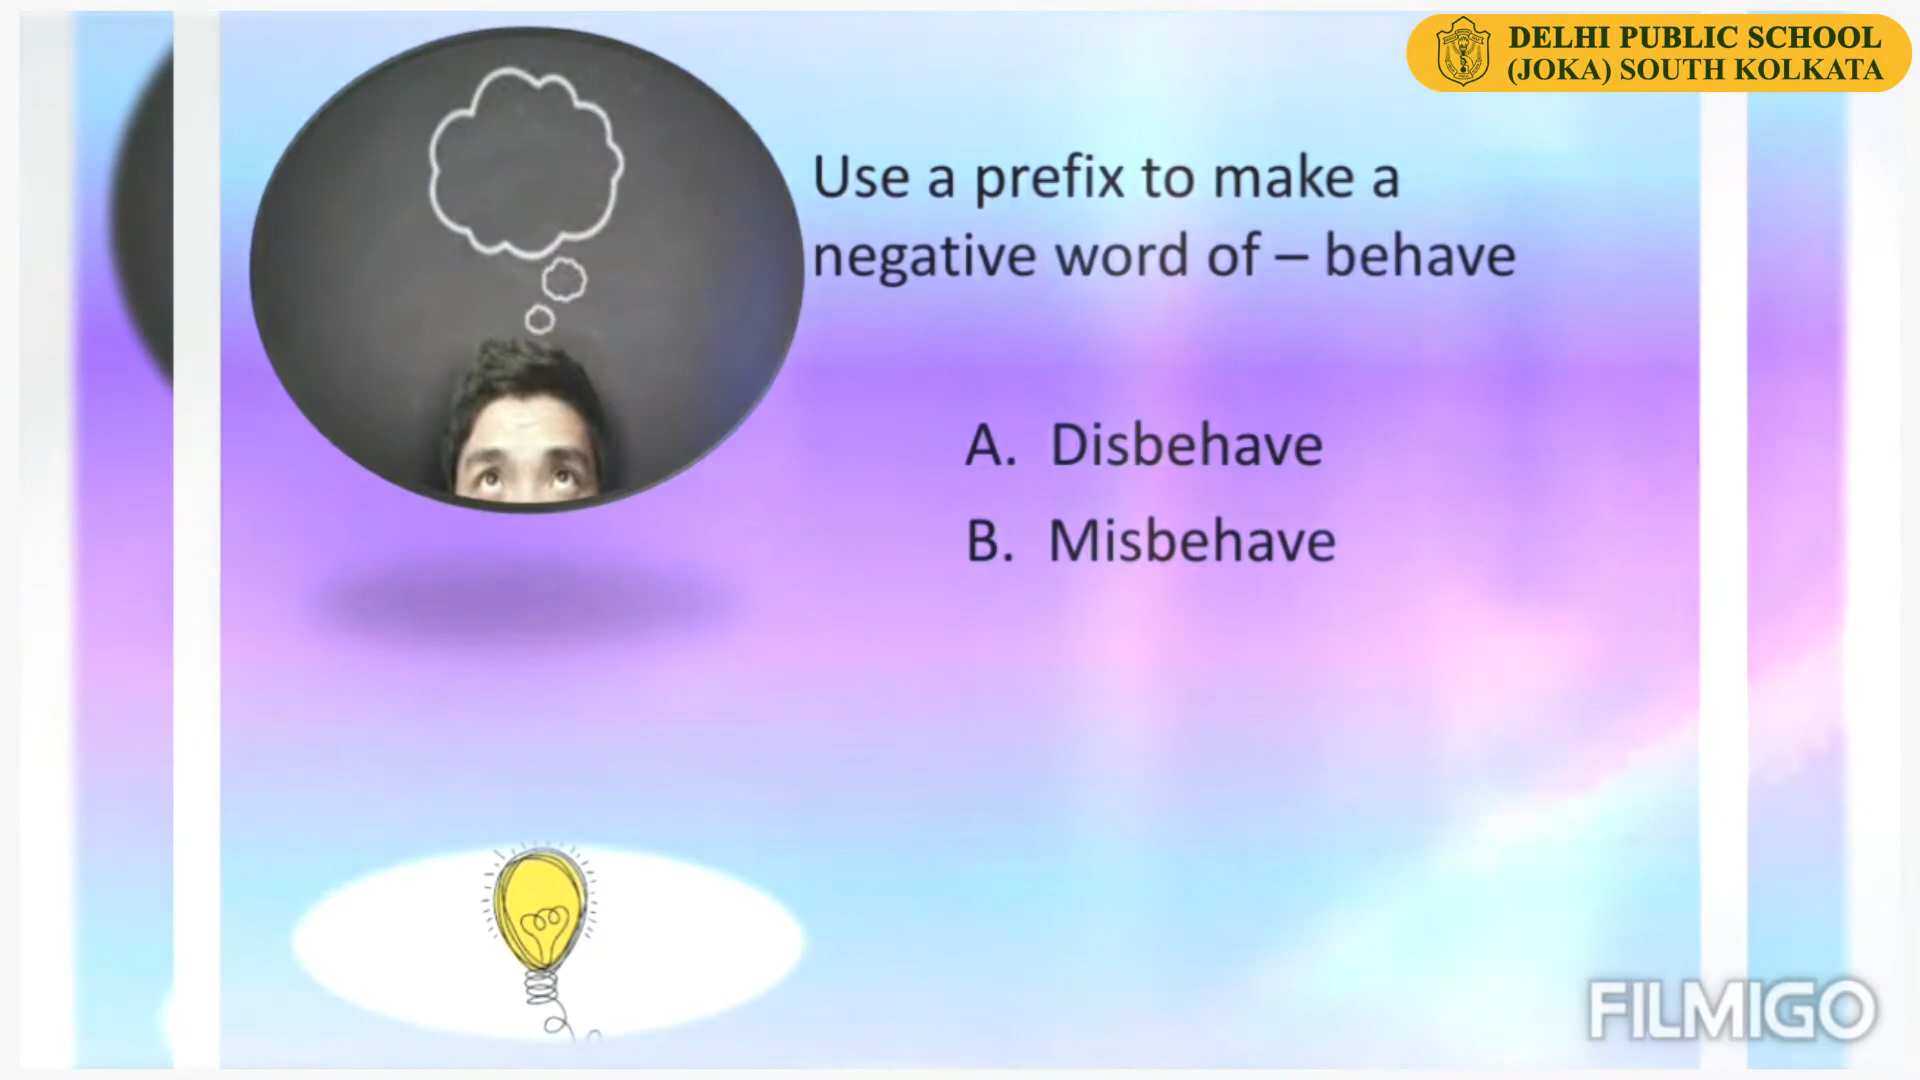 DELHI PUBLIC SCHOOL
(JOKA) SOUTH KOLKATA
Use a prefix to make a
negative word of – behave
A. Disbehave
B. Misbehave
FILMIGO